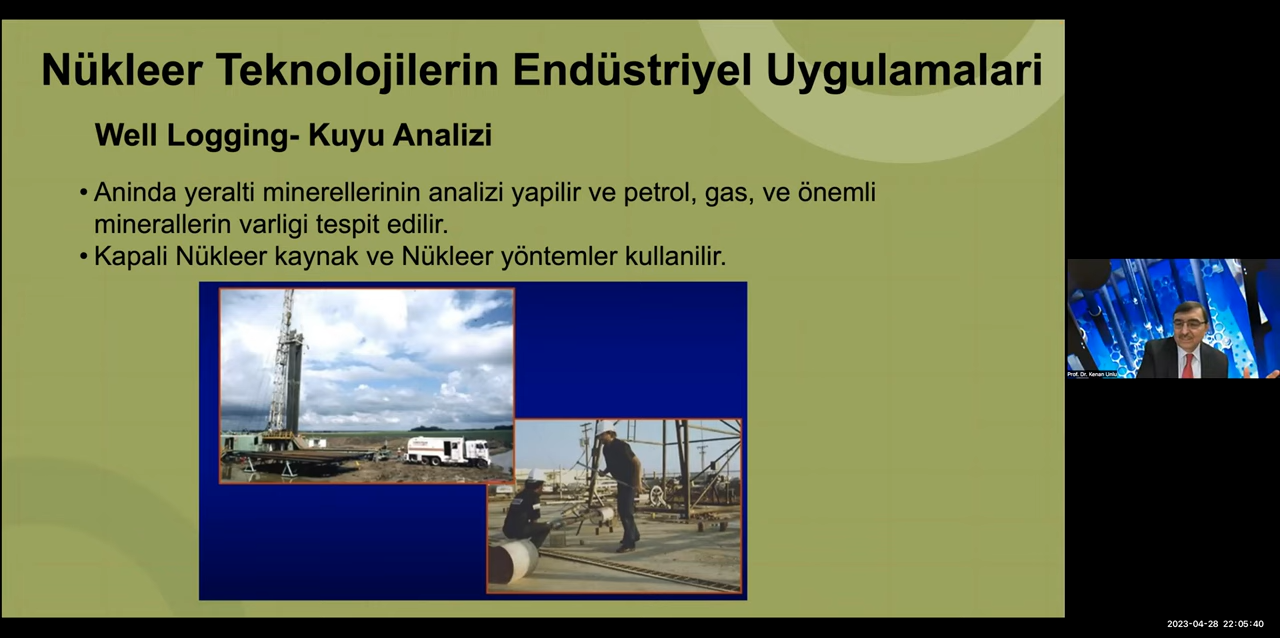 Nükleer Teknolojilerin Endüstriyel Uygulamalari
Well Logging- Kuyu Analizi
• Aninda yeralti minerellerinin analizi yapilir ve petrol, gas, ve önemli
minerallerin varligi tespit edilir.
• Kapali Nükleer kaynak ve Nükleer yöntemler kullanilir.
Prof. Dr. Kenan Unlu
2023-04-28 22:05:40